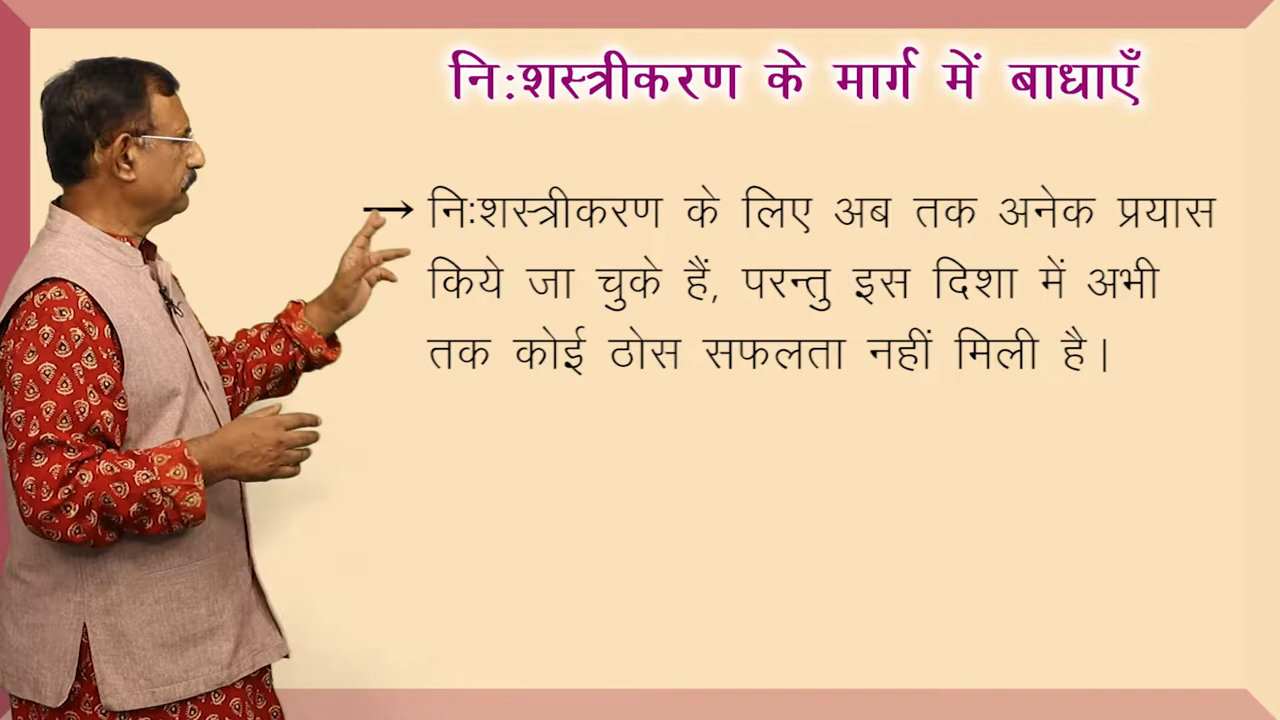 नि:शस्त्रीकरण के मार्ग में बाधाएँ
→ निःशस्त्रीकरण के लिए अब तक अनेक प्रयास
किये जा चुके हैं, परन्तु इस दिशा में अभी
तक कोई ठोस सफलता नहीं मिली है।